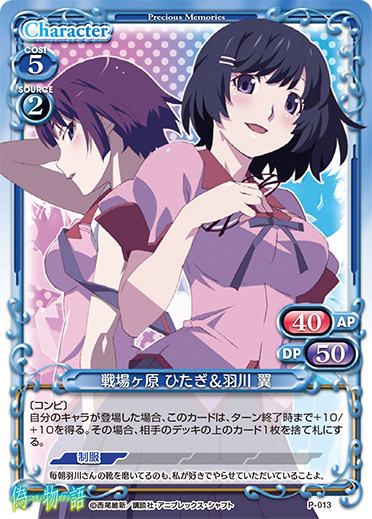 Precious Memories
Character
COST
5
SOURCE
2
40 AP
DP 50
戦場ヶ原 ひたぎ&羽川 翼
[コンビ]
自分のキャラが登場した場合、このカードは、ターン終了時まで+10/
+10を得る。その場合、相手のデッキの上のカード1枚を捨て札にす
る。
制服
毎朝羽川さんの靴を磨いてるのも、私が好きでやらせていただいていることよ。
偽物語
©西尾維新/講談社・アニプレックス・シャフト
P-013